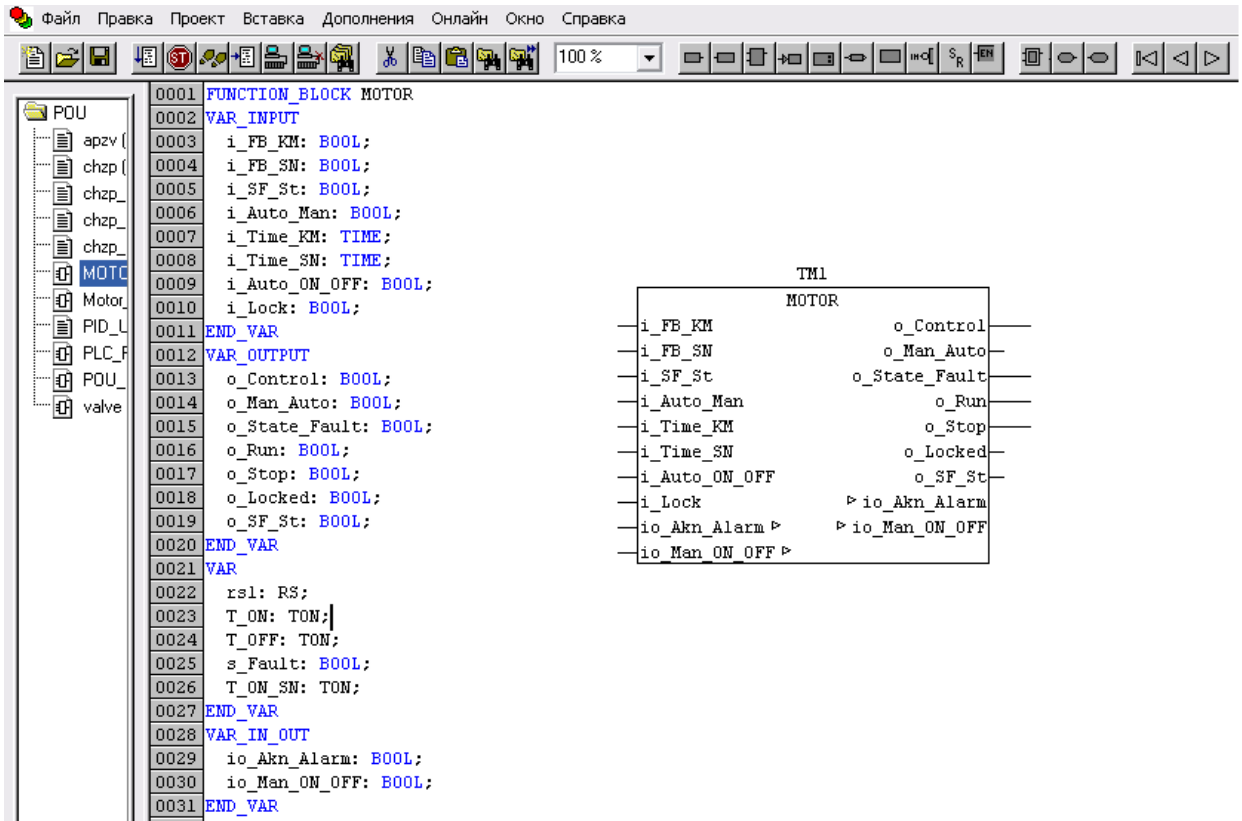 Файл Правка Проект Вставка Дополнения Онлайн Окно Справка
100 %
POU
apzv (
chzp (
chzp_
chzp_
chzp_
MOTO
Motor_
PID_U
PLC_F
POU_
valve
0001 FUNCTION_BLOCK MOTOR
0002 VAR_INPUT
0003 i_FB_KM: BOOL;
0004 i_FB_SN: BOOL;
0005 i_SF_St: BOOL;
0006 i_Auto_Man: BOOL;
0007 i_Time_KM: TIME;
0008 i_Time_SN: TIME;
0009 i_Auto_ON_OFF: BOOL;
0010 i_Lock: BOOL;
0011 END_VAR
0012 VAR_OUTPUT
0013 o_Control: BOOL;
0014 o_Man_Auto: BOOL;
0015 o_State_Fault: BOOL;
0016 o_Run: BOOL;
0017 o_Stop: BOOL;
0018 o_Locked: BOOL;
0019 o_SF_St: BOOL;
0020 END_VAR
0021 VAR
0022 rs1: RS;
0023 T_ON: TON;
0024 T_OFF: TON;
0025 s_Fault: BOOL;
0026 T_ON_SN: TON;
0027 END_VAR
0028 VAR_IN_OUT
0029 io_Akn_Alarm: BOOL;
0030 io_Man_ON_OFF: BOOL;
0031 END_VAR
TM1
MOTOR
i_FB_KM o_Control
i_FB_SN o_Man_Auto
i_SF_St o_State_Fault
i_Auto_Man o_Run
i_Time_KM o_Stop
i_Time_SN o_Locked
i_Auto_ON_OFF o_SF_St
i_Lock io_Akn_Alarm
io_Akn_Alarm io_Man_ON_OFF
io_Man_ON_OFF